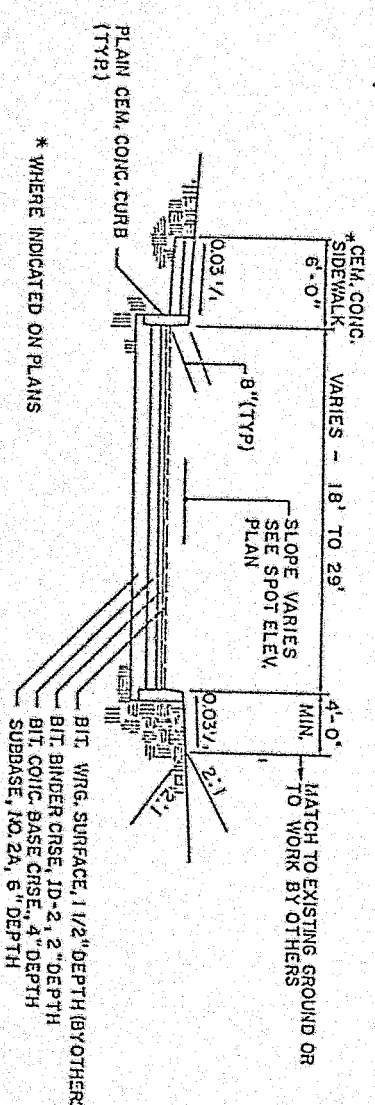 *CEM. CONC.
SIDEWALK
6'-0"
VARIES - 18' TO 29'
4'-0"
MIN.
MATCH TO EXISTING GROUND OR
TO WORK BY OTHERS
0.03'/,
8"(TYP.)
SLOPE VARIES
SEE SPOT ELEV.
PLAN
0.03'/,
2:1
2:1
PLAIN CEM. CONC. CURB
(TYP.)
BIT. WRG. SURFACE, 1 1/2" DEPTH (BY OTHERS
BIT. BINDER CRSE, ID-2, 2" DEPTH
BIT. CONC. BASE CRSE., 4" DEPTH
SUBBASE, NO. 2A, 6" DEPTH
* WHERE INDICATED ON PLANS